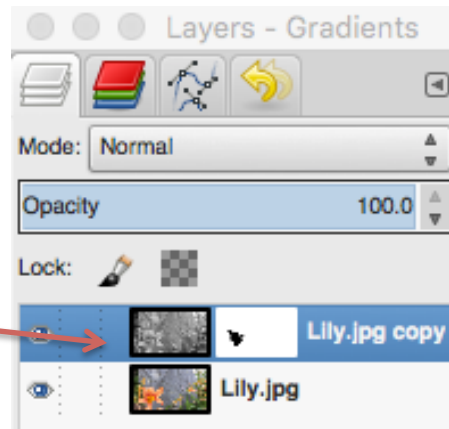 Layers - Gradients
Mode: Normal
Opacity 100.0
Lock:
Lily.jpg copy
Lily.jpg